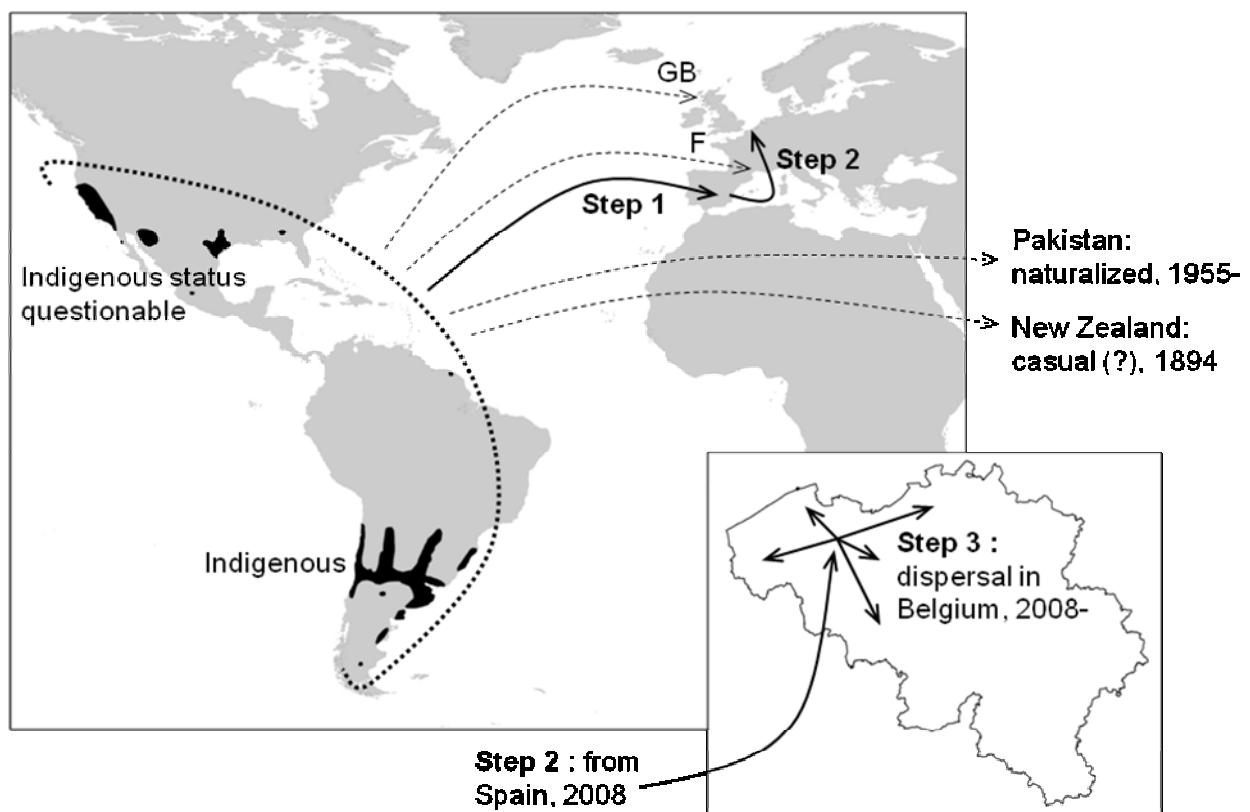 GB
F
Step 2
Step 1
Pakistan:
naturalized, 1955-
Indigenous status
questionable
New Zealand:
casual (?), 1894
Indigenous
Step 3 :
dispersal in
Belgium, 2008-
Step 2 : from
Spain, 2008